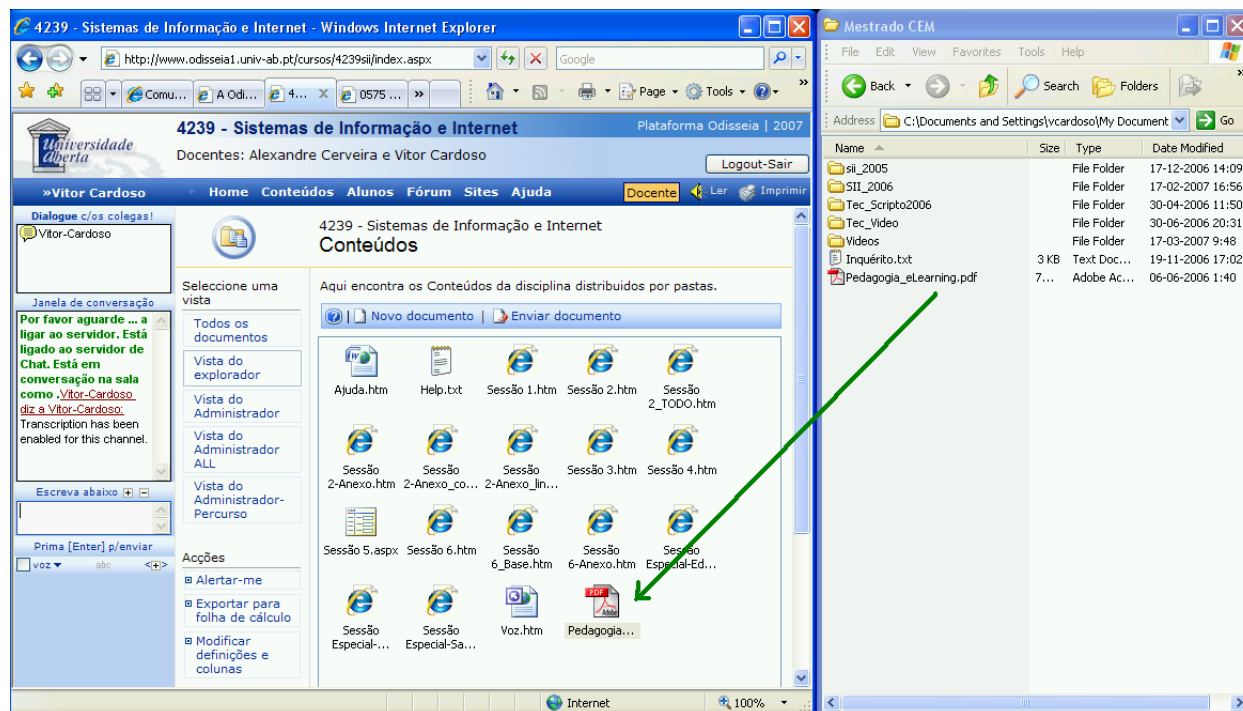 4239 - Sistemas de Informação e Internet - Windows Internet Explorer
http://www.odisseia1.univ-ab.pt/cursos/4239sii/index.aspx
Google
Comu... A Odi... 4... X 0575 ... »
Page Tools »
Universidade
Aberta
4239 - Sistemas de Informação e Internet
Plataforma Odisseia | 2007
Docentes: Alexandre Cerveira e Vitor Cardoso
Logout-Sair
»Vitor Cardoso
Home Conteúdos Alunos Fórum Sites Ajuda
Docente Ler Imprimir
Dialogue c/os colegas!
Vitor-Cardoso
Janela de conversação
Por favor aguarde ... a
ligar ao servidor. Está
ligado ao servidor de
Chat. Está em
conversação na sala
como .Vitor-Cardoso
diz a Vitor-Cardoso:
Transcription has been
enabled for this channel.
Escreva abaixo
Prima [Enter] p/enviar
voz abc <+>
4239 - Sistemas de Informação e Internet
Conteúdos
Seleccione uma
vista
Todos os
documentos
Vista do
explorador
Vista do
Administrador
Vista do
Administrador
ALL
Vista do
Administrador-
Percurso
Acções
Alertar-me
Exportar para
folha de cálculo
Modificar
definições e
colunas
Aqui encontra os Conteúdos da disciplina distribuidos por pastas.
| Novo documento | Enviar documento
Ajuda.htm
Help.txt
Sessão 1.htm
Sessão 2.htm
Sessão
2_TODO.htm
Sessão
2-Anexo.htm
Sessão
2-Anexo_co...
Sessão
2-Anexo_lin...
Sessão 3.htm
Sessão 4.htm
Sessão 5.aspx
Sessão 6.htm
Sessão
6_Base.htm
Sessão
6-Anexo.htm
Sessão
Especial-Ed...
Sessão
Especial-...
Sessão
Especial-Sa...
Voz.htm
PDF
Adobe
Pedagogia...
Internet
100%
Mestrado CEM
File Edit View Favorites Tools Help
Back Search Folders »
Address C:\Documents and Settings\vcardoso\My Document Go
Name Size Type Date Modified
sii_2005 File Folder 17-12-2006 14:09
SII_2006 File Folder 17-02-2007 16:56
Tec_Scripto2006 File Folder 30-04-2006 11:50
Tec_Video File Folder 30-06-2006 20:31
Videos File Folder 17-03-2007 9:48
Inquérito.txt 3 KB Text Doc... 19-11-2006 17:02
Pedagogia_eLearning.pdf 7... Adobe Ac... 06-06-2006 1:40